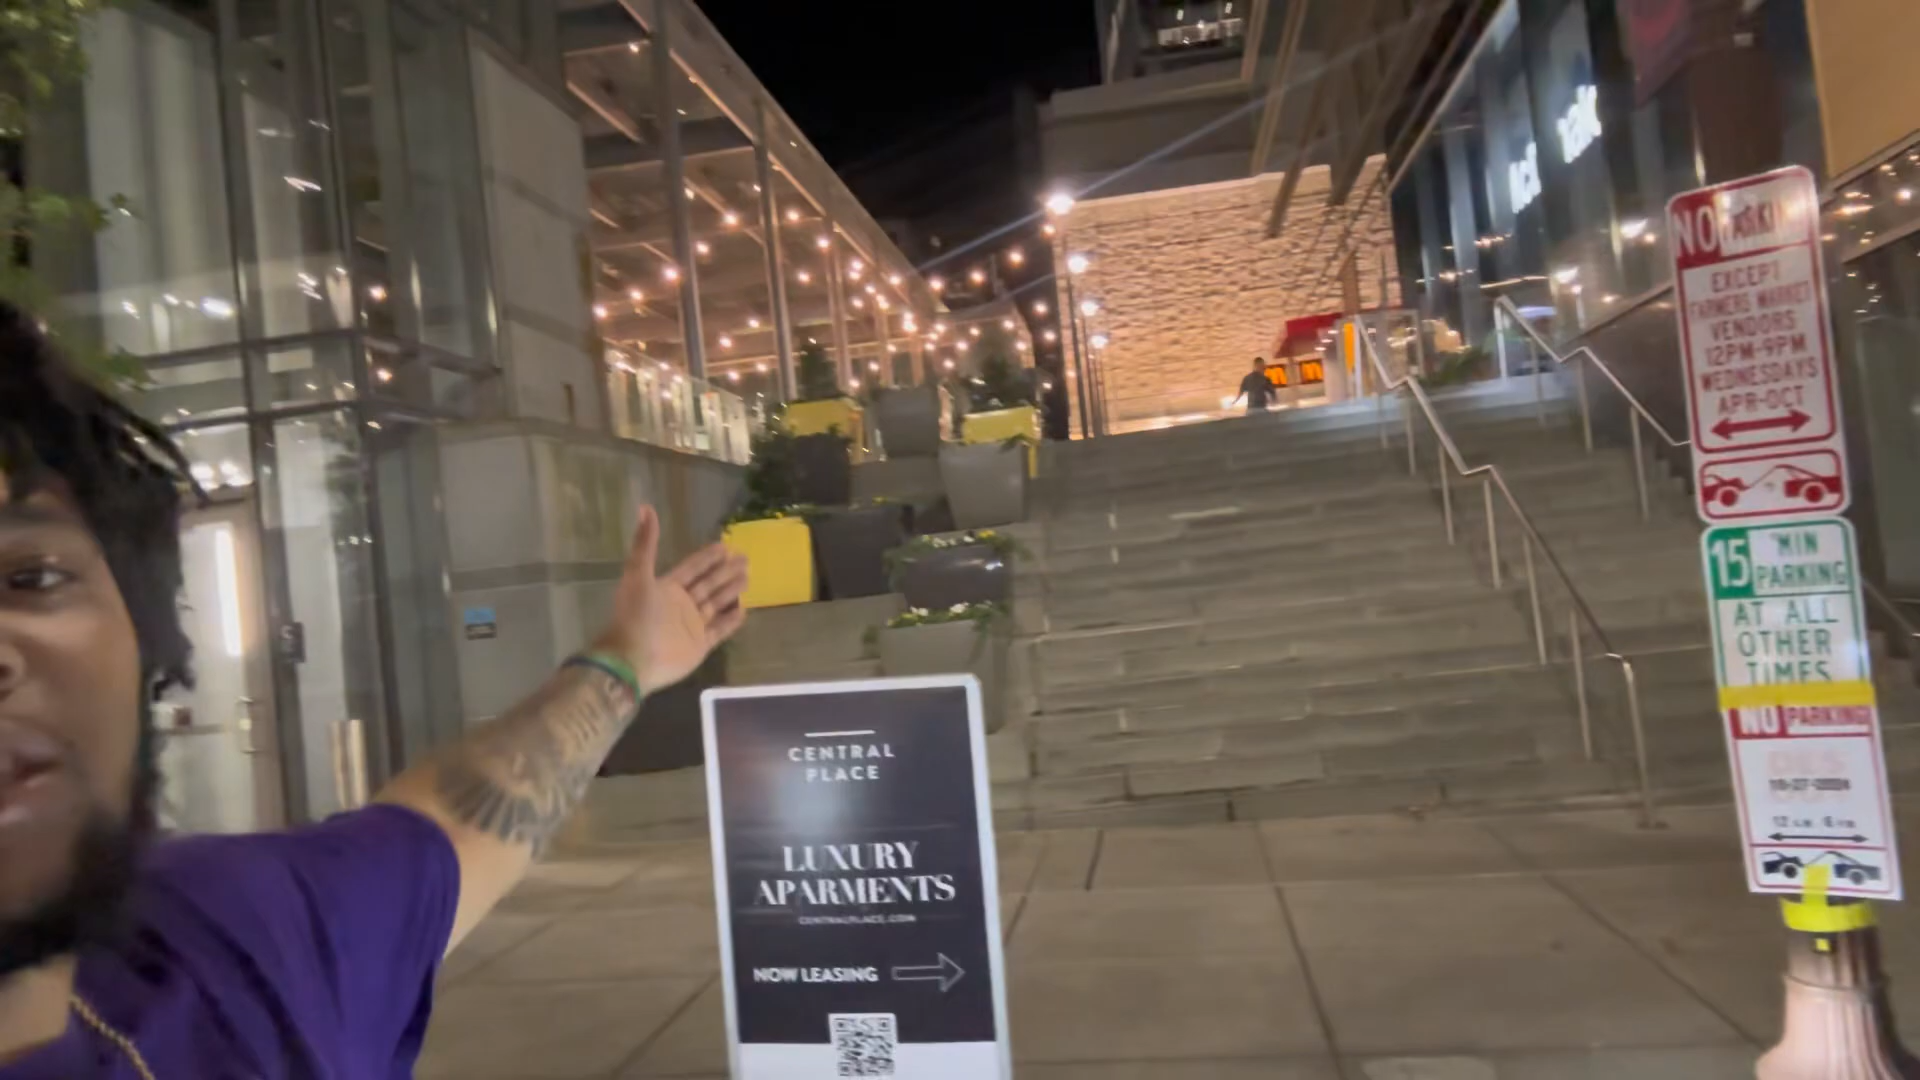 CENTRAL
PLACE
LUXURY
APARMENTS
CENTRALPLACE.COM
NOW LEASING
NO PARKING
EXCEPT
FARMERS MARKET
VENDORS
12PM-9PM
WEDNESDAYS
APR-OCT
15 MIN
PARKING
AT ALL
OTHER
TIMES
NO PARKING